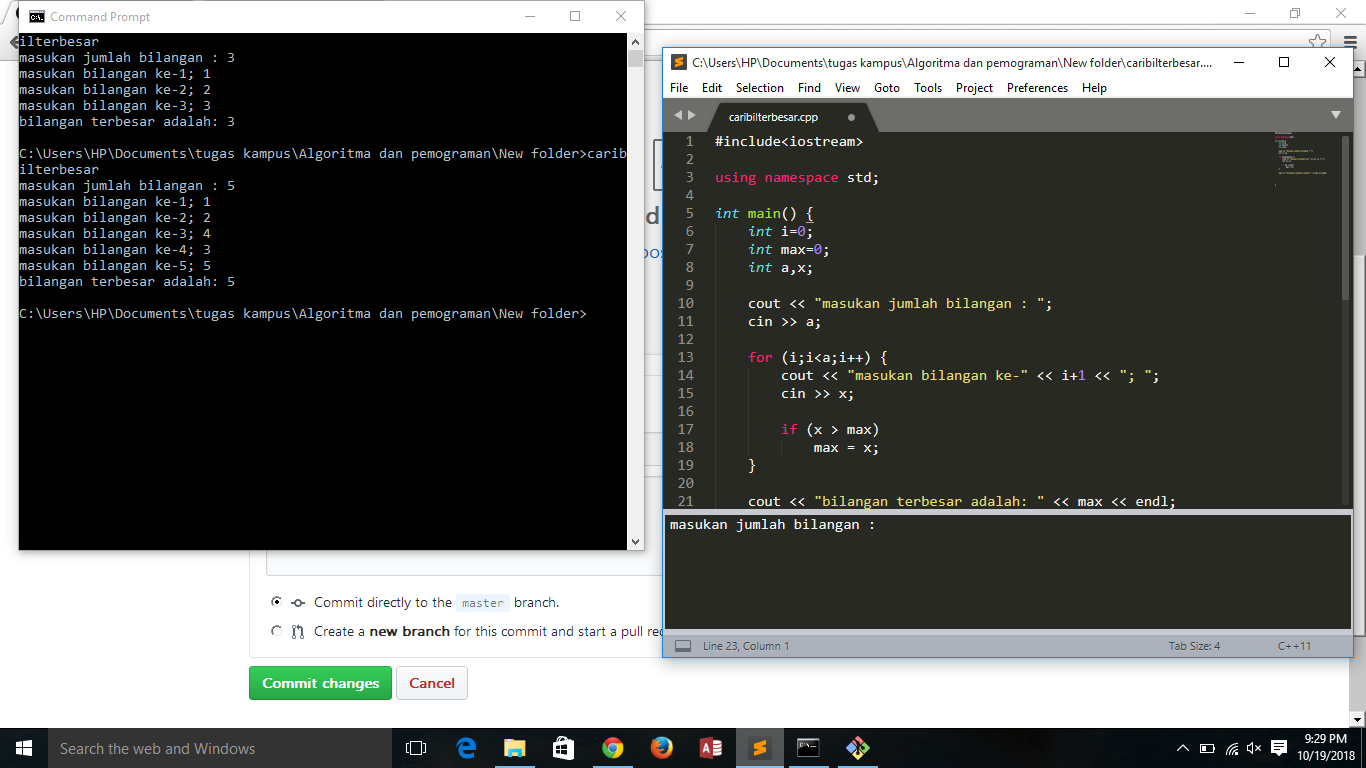 Command Prompt
ilterbesar
masukan jumlah bilangan : 3
masukan bilangan ke-1; 1
masukan bilangan ke-2; 2
masukan bilangan ke-3; 3
bilangan terbesar adalah: 3
C:\Users\HP\Documents\tugas kampus\Algoritma dan pemograman\New folder>carib
ilterbesar
masukan jumlah bilangan : 5
masukan bilangan ke-1; 1
masukan bilangan ke-2; 2
masukan bilangan ke-3; 4
masukan bilangan ke-4; 3
masukan bilangan ke-5; 5
bilangan terbesar adalah: 5
C:\Users\HP\Documents\tugas kampus\Algoritma dan pemograman\New folder>
C:\Users\HP\Documents\tugas kampus\Algoritma dan pemograman\New folder\caribilterbesar....
File Edit Selection Find View Goto Tools Project Preferences Help
caribilterbesar.cpp
1 #include<iostream>
2
3 using namespace std;
4
5 int main() {
6 int i=0;
7 int max=0;
8 int a,x;
9
10 cout << "masukan jumlah bilangan : ";
11 cin >> a;
12
13 for (i;i<a;i++) {
14 cout << "masukan bilangan ke-" << i+1 << "; ";
15 cin >> x;
16
17 if (x > max)
18 max = x;
19 }
20
21 cout << "bilangan terbesar adalah: " << max << endl;
masukan jumlah bilangan :
Line 23, Column 1 Tab Size: 4 C++11
Commit directly to the master branch.
Create a new branch for this commit and start a pull rec
Commit changes Cancel
Search the web and Windows
9:29 PM
10/19/2018